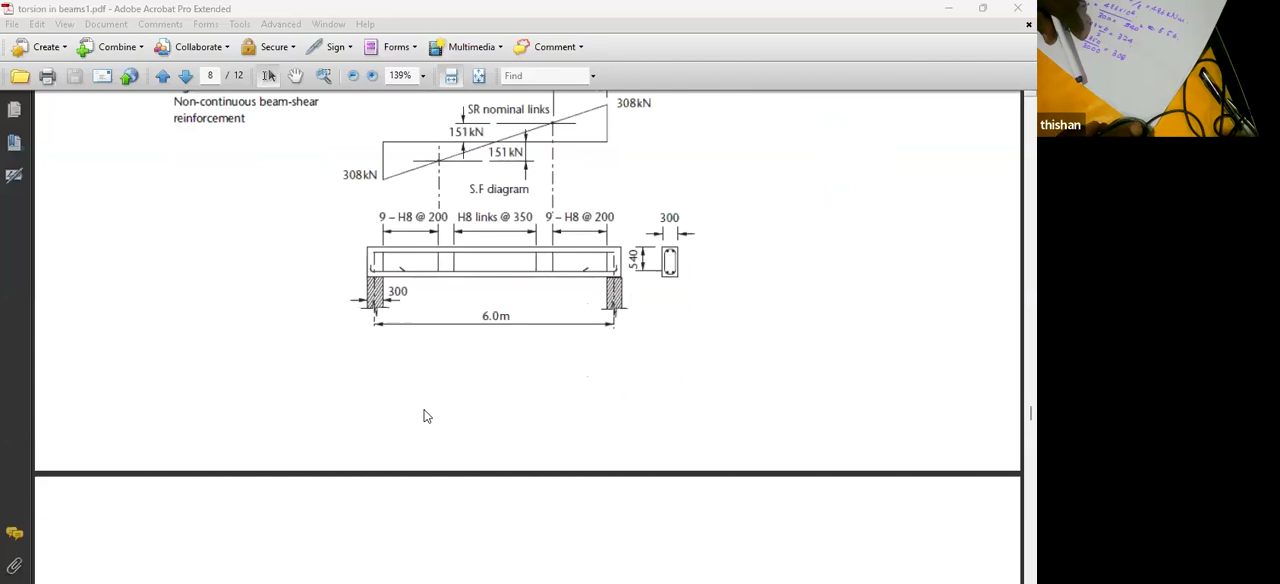 torsion in beams1.pdf - Adobe Acrobat Pro Extended
File Edit View Document Comments Forms Tools Advanced Window Help
Create Combine Collaborate Secure Sign Forms Multimedia Comment
8 / 12 139% Find
Non-continuous beam-shear
reinforcement
SR nominal links
308kN
151kN
151kN
308kN
S.F diagram
9 – H8 @ 200 H8 links @ 350 9 – H8 @ 200
300
540
300
6.0m
thishan